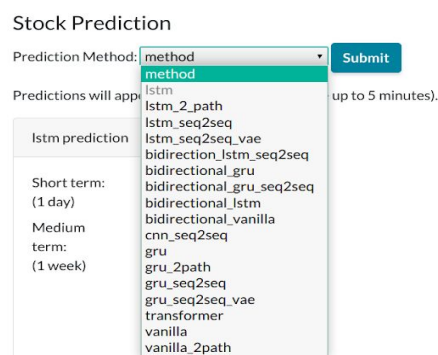 Stock Prediction
Prediction Method: method Submit
method
lstm
Predictions will appe up to 5 minutes).
lstm_2_path
lstm_seq2seq
lstm prediction
lstm_seq2seq_vae
bidirection_lstm_seq2seq
bidirectional_gru
Short term:
bidirectional_gru_seq2seq
(1 day)
bidirectional_lstm
bidirectional_vanilla
Medium
cnn_seq2seq
term:
gru
(1 week)
gru_2path
gru_seq2seq
gru_seq2seq_vae
transformer
vanilla
vanilla_2path